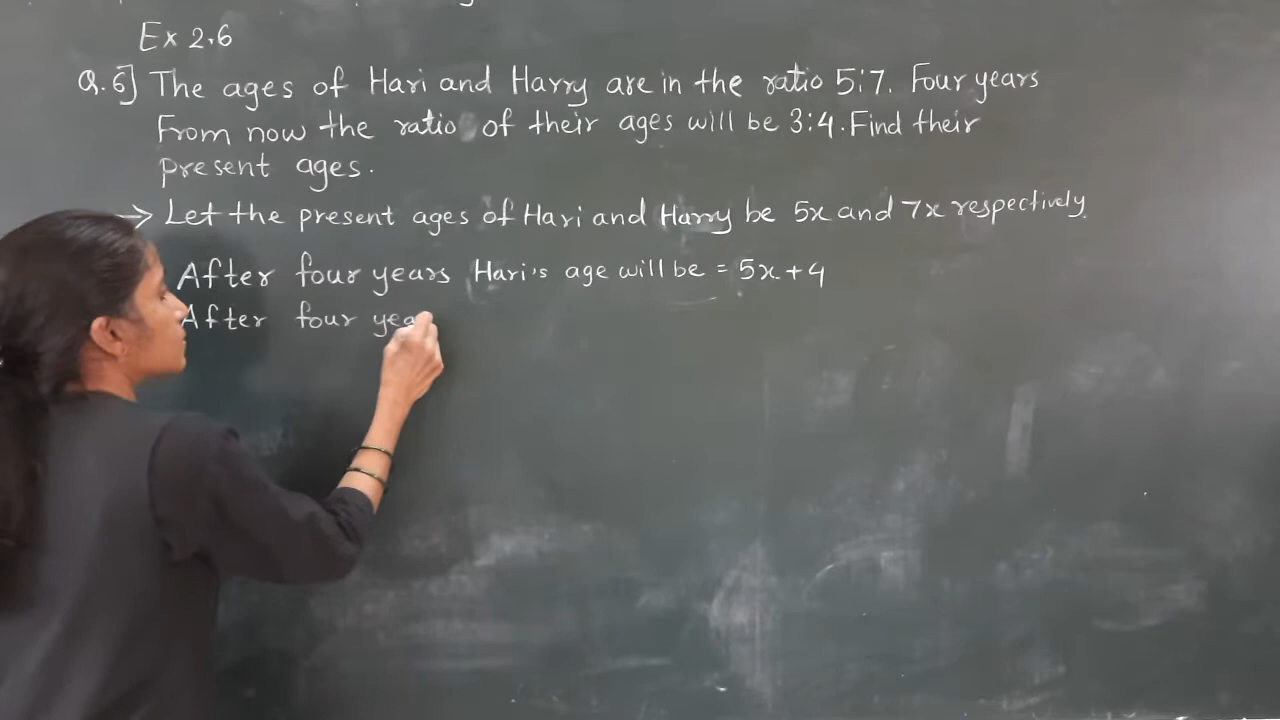 Ex 2.6
Q.6] The ages of Hari and Harry are in the ratio 5:7. Four years
From now the ratio of their ages will be 3:4. Find their
present ages.
→ Let the present ages of Hari and Harry be 5x and 7x respectively.
After four years Hari's age will be = 5x+4
After four yea